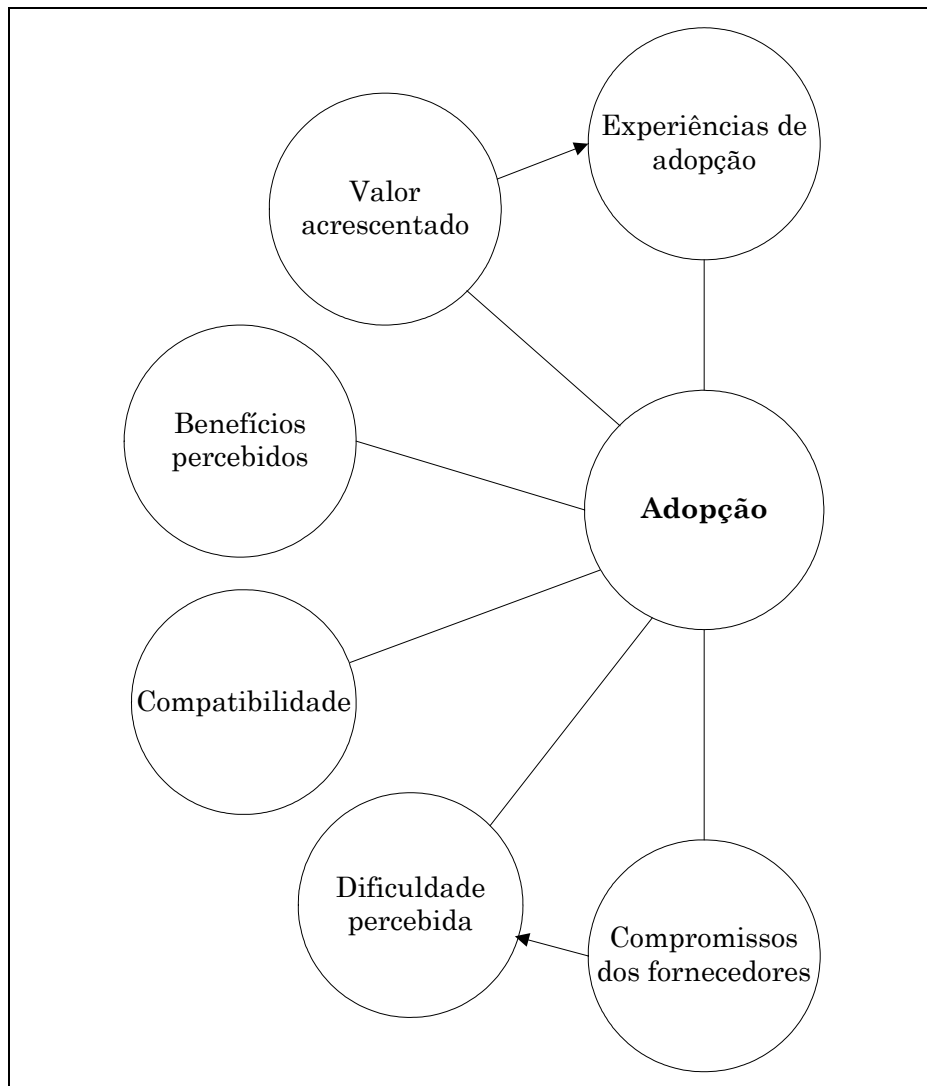 Experiências de
adopção
Valor
acrescentado
Benefícios
percebidos
Adopção
Compatibilidade
Dificuldade
percebida
Compromissos
dos fornecedores